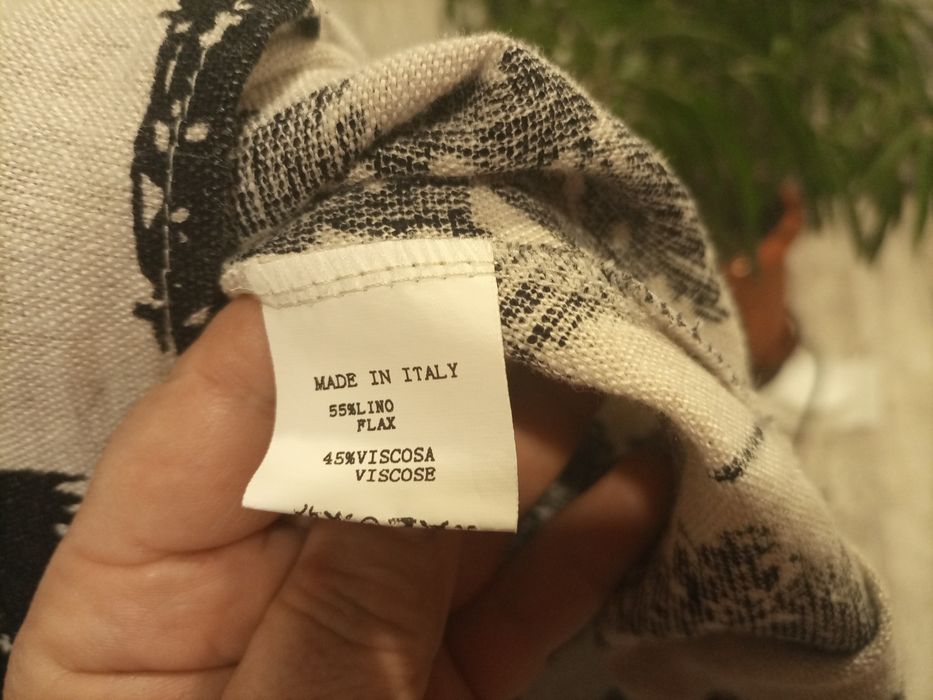 MADE IN ITALY
55%LINO
FLAX
45%VISCOSA
VISCOSE